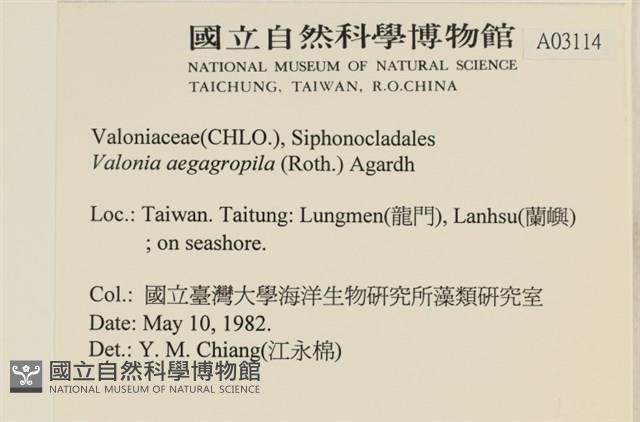 國立自然科學博物館 A03114
NATIONAL MUSEUM OF NATURAL SCIENCE
TAICHUNG, TAIWAN, R.O.CHINA
Valoniaceae(CHLO.), Siphonocladales
Valonia aegagropila (Roth.) Agardh
Loc.: Taiwan. Taitung: Lungmen(龍門), Lanhsu(蘭嶼)
; on seashore.
Col.: 國立臺灣大學海洋生物研究所藻類研究室
Date: May 10, 1982.
Det.: Y. M. Chiang(江永棉)
國立自然科學博物館
NATIONAL MUSEUM OF NATURAL SCIENCE